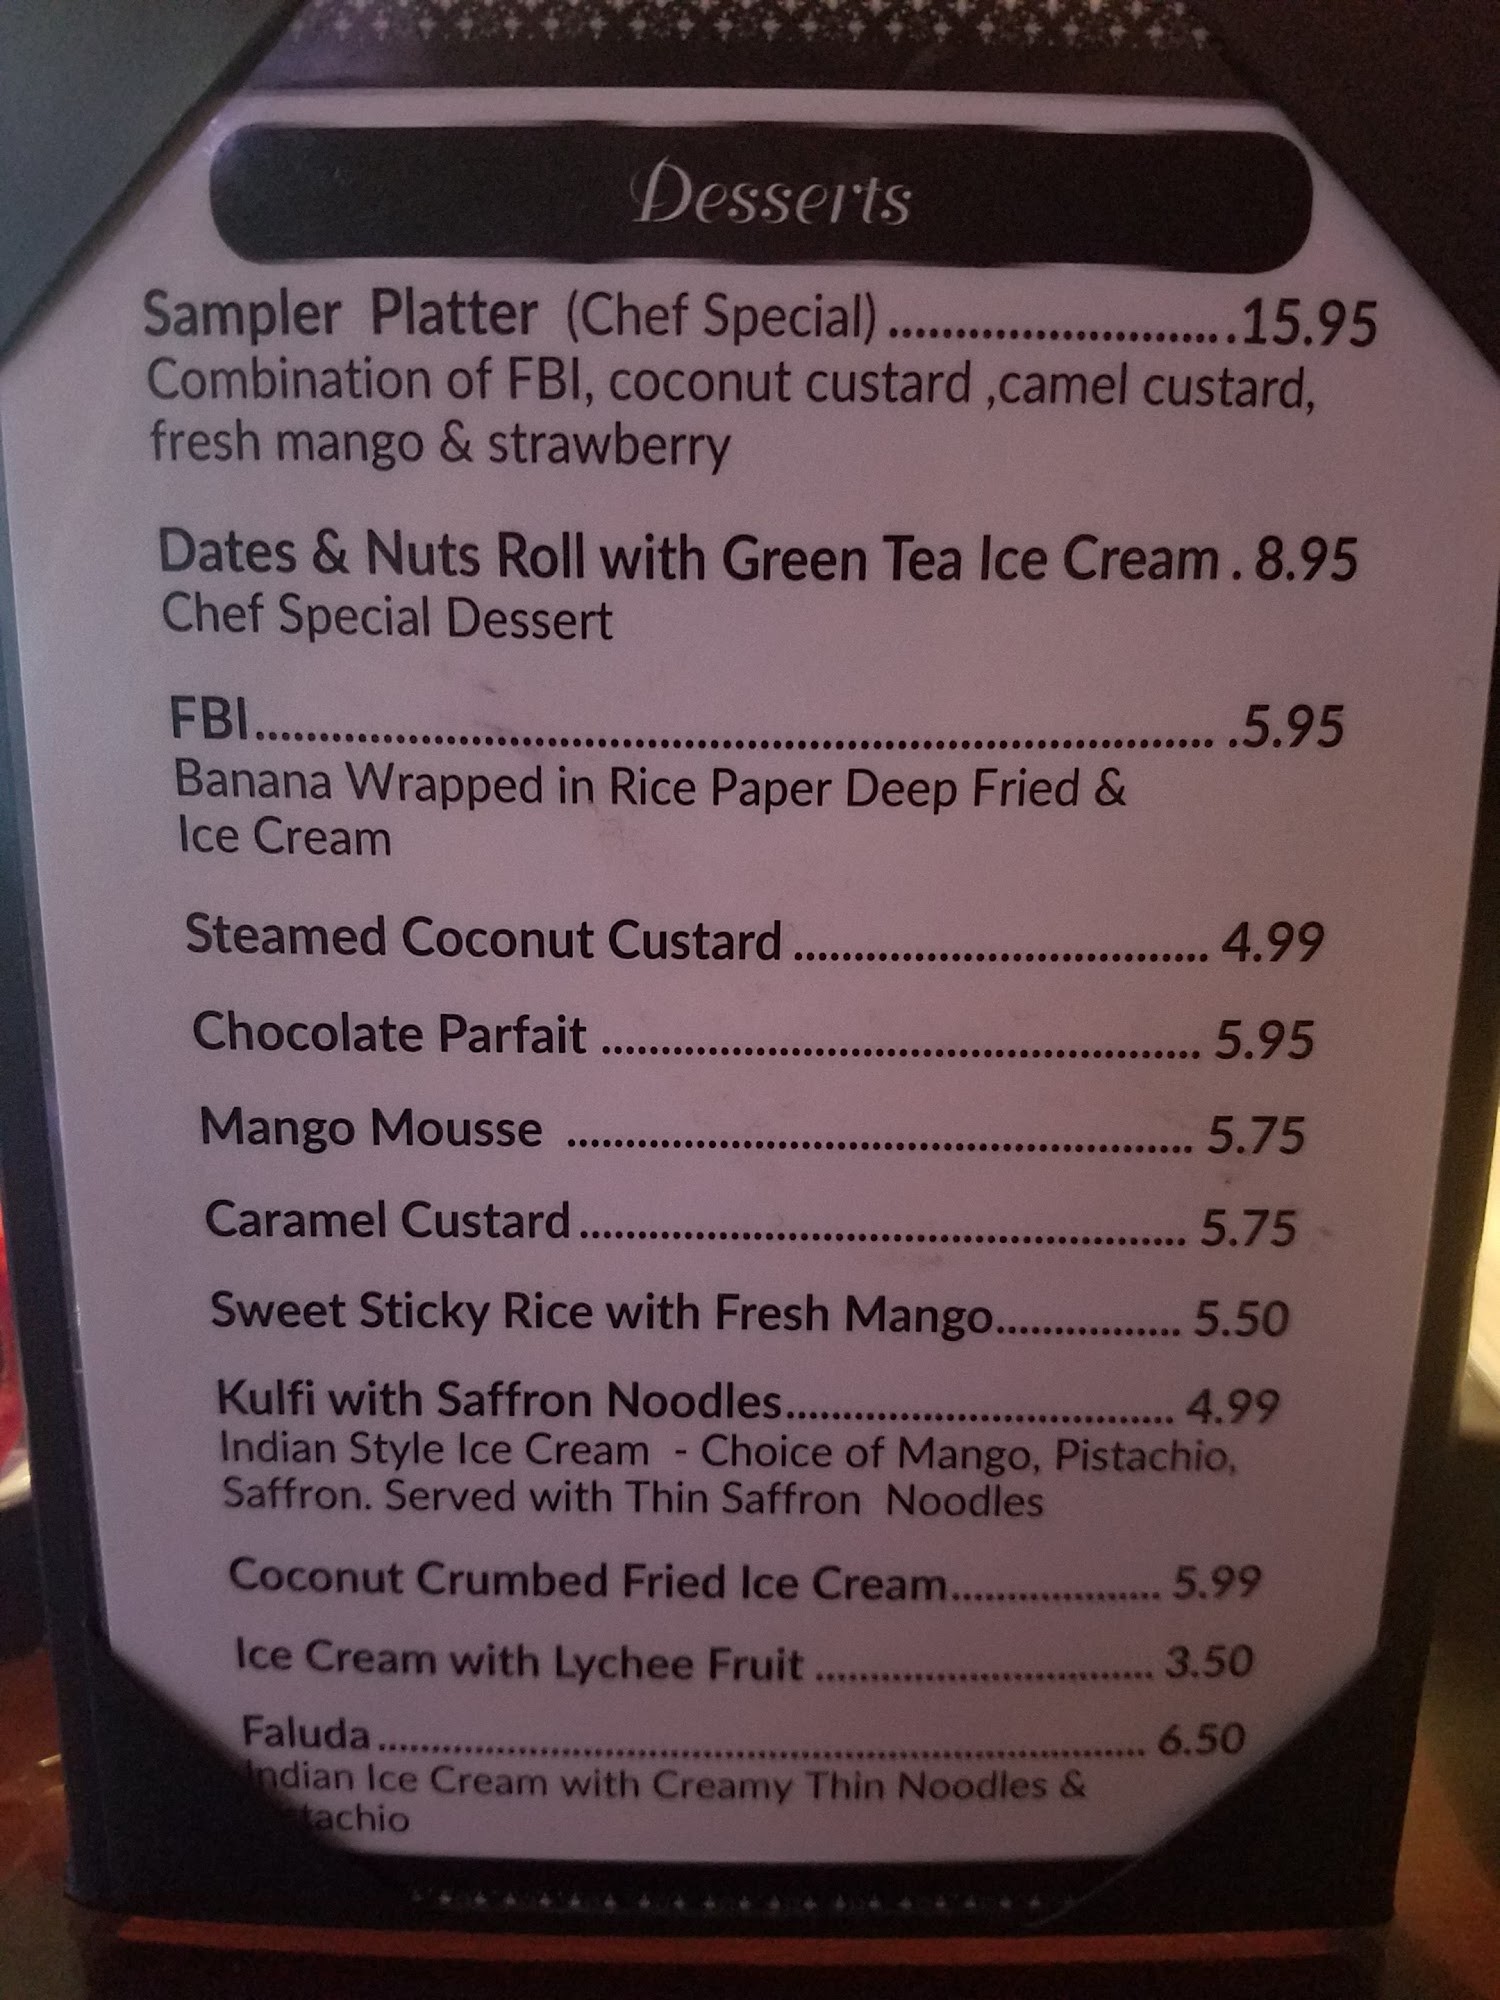 Desserts
Sampler Platter (Chef Special)...........................15.95
Combination of FBI, coconut custard ,camel custard,
fresh mango & strawberry
Dates & Nuts Roll with Green Tea Ice Cream . 8.95
Chef Special Dessert
FBI............................................................................ .5.95
Banana Wrapped in Rice Paper Deep Fried &
Ice Cream
Steamed Coconut Custard .................................. 4.99
Chocolate Parfait ................................................. 5.95
Mango Mousse ................................................... 5.75
Caramel Custard.................................................. 5.75
Sweet Sticky Rice with Fresh Mango................ 5.50
Kulfi with Saffron Noodles................................. 4.99
Indian Style Ice Cream - Choice of Mango, Pistachio,
Saffron. Served with Thin Saffron Noodles
Coconut Crumbed Fried Ice Cream................... 5.99
Ice Cream with Lychee Fruit ............................... 3.50
Faluda...................................................................... 6.50
Indian Ice Cream with Creamy Thin Noodles &
tachio